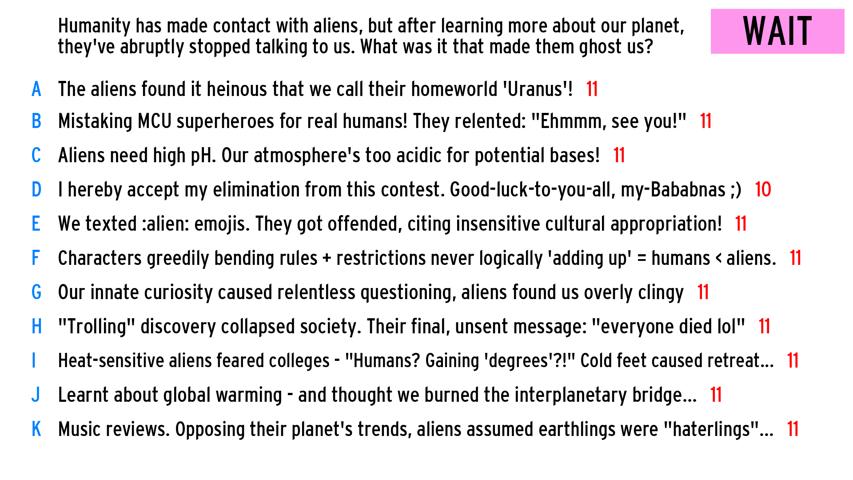 Humanity has made contact with aliens, but after learning more about our planet,
they've abruptly stopped talking to us. What was it that made them ghost us?
WAIT
A The aliens found it heinous that we call their homeworld 'Uranus'! 11
B Mistaking MCU superheroes for real humans! They relented: "Ehmmm, see you!" 11
C Aliens need high pH. Our atmosphere's too acidic for potential bases! 11
D I hereby accept my elimination from this contest. Good-luck-to-you-all, my-Bababnas ;) 10
E We texted :alien: emojis. They got offended, citing insensitive cultural appropriation! 11
F Characters greedily bending rules + restrictions never logically 'adding up' = humans < aliens. 11
G Our innate curiosity caused relentless questioning, aliens found us overly clingy 11
H "Trolling" discovery collapsed society. Their final, unsent message: "everyone died lol" 11
I Heat-sensitive aliens feared colleges - "Humans? Gaining 'degrees'?!" Cold feet caused retreat... 11
J Learnt about global warming - and thought we burned the interplanetary bridge... 11
K Music reviews. Opposing their planet's trends, aliens assumed earthlings were "haterlings"... 11